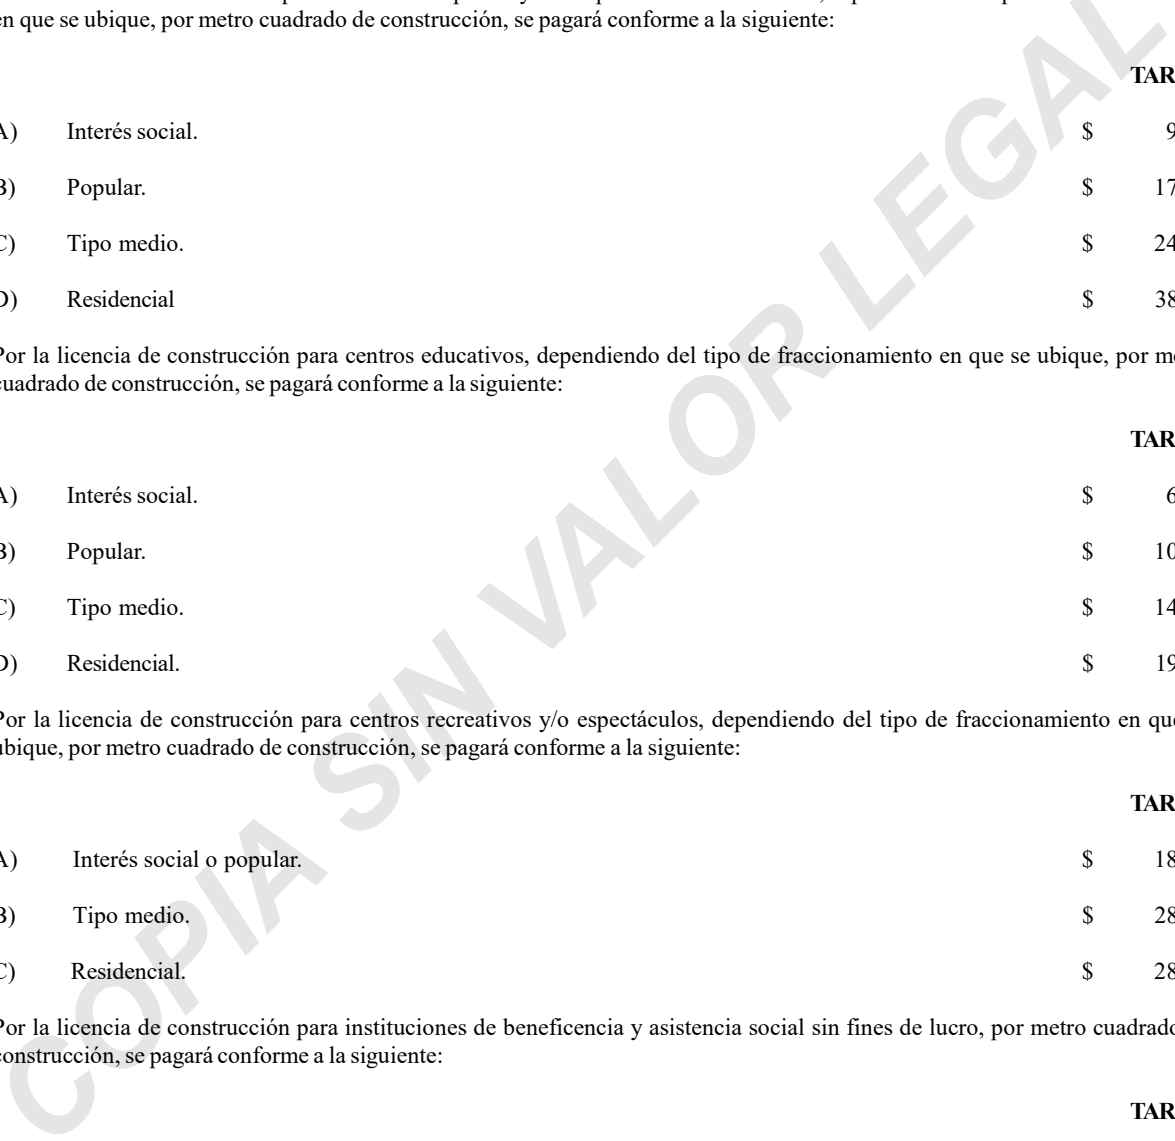 en que se ubique, por metro cuadrado de construcción, se pagará conforme a la siguiente:
TAR
A) Interés social. $ 9
B) Popular. $ 17
C) Tipo medio. $ 24
D) Residencial $ 38
Por la licencia de construcción para centros educativos, dependiendo del tipo de fraccionamiento en que se ubique, por me
cuadrado de construcción, se pagará conforme a la siguiente:
TAR
A) Interés social. $ 6
B) Popular. $ 10
C) Tipo medio. $ 14
D) Residencial. $ 19
Por la licencia de construcción para centros recreativos y/o espectáculos, dependiendo del tipo de fraccionamiento en que
ubique, por metro cuadrado de construcción, se pagará conforme a la siguiente:
TAR
A) Interés social o popular. $ 18
B) Tipo medio. $ 28
C) Residencial. $ 28
Por la licencia de construcción para instituciones de beneficencia y asistencia social sin fines de lucro, por metro cuadrado
construcción, se pagará conforme a la siguiente:
TAR
COPIA SIN VALOR LEGAL